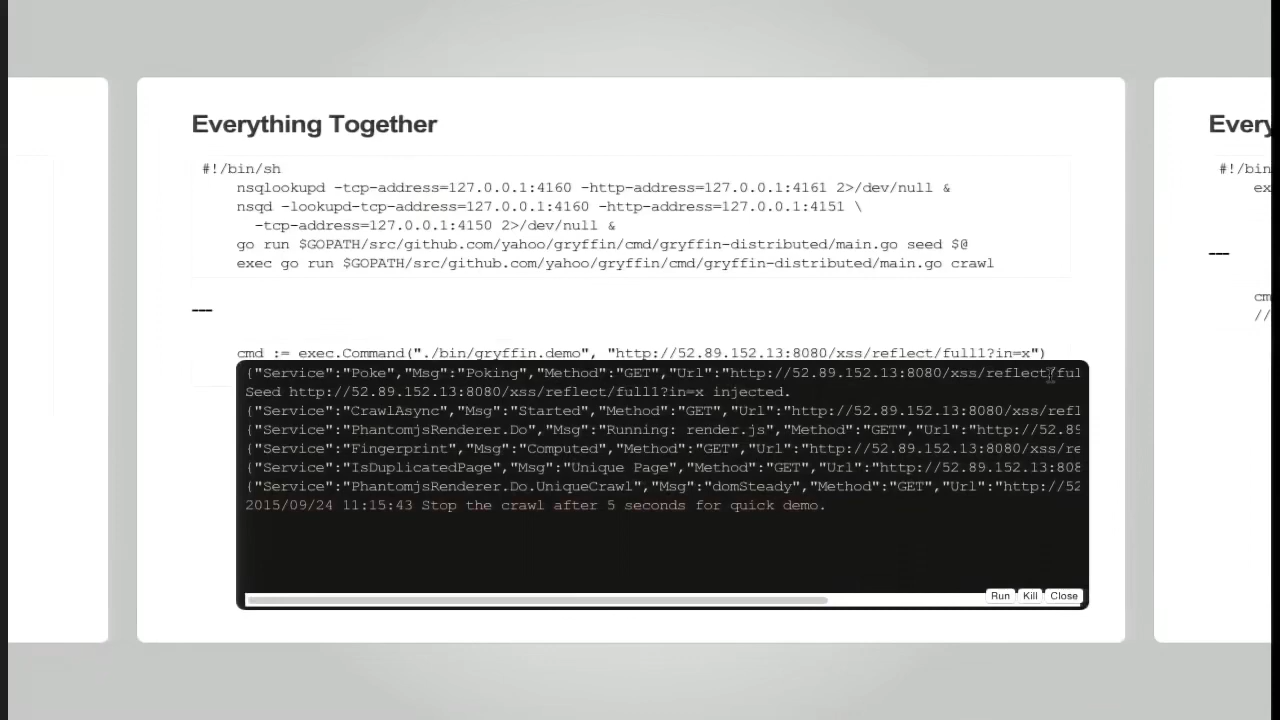 Everything Together
#!/bin/sh
nsqlookupd -tcp-address=127.0.0.1:4160 -http-address=127.0.0.1:4161 2>/dev/null &
nsqd -lookupd-tcp-address=127.0.0.1:4160 -http-address=127.0.0.1:4151 \
-tcp-address=127.0.0.1:4150 2>/dev/null &
go run $GOPATH/src/github.com/yahoo/gryffin/cmd/gryffin-distributed/main.go seed $@
exec go run $GOPATH/src/github.com/yahoo/gryffin/cmd/gryffin-distributed/main.go crawl
---
cmd := exec.Command("./bin/gryffin.demo", "http://52.89.152.13:8080/xss/reflect/full1?in=x")
{"Service":"Poke","Msg":"Poking","Method":"GET","Url":"http://52.89.152.13:8080/xss/reflect/ful
Seed http://52.89.152.13:8080/xss/reflect/full1?in=x injected.
{"Service":"CrawlAsync","Msg":"Started","Method":"GET","Url":"http://52.89.152.13:8080/xss/refl
{"Service":"PhantomjsRenderer.Do","Msg":"Running: render.js","Method":"GET","Url":"http://52.89
{"Service":"Fingerprint","Msg":"Computed","Method":"GET","Url":"http://52.89.152.13:8080/xss/re
{"Service":"IsDuplicatedPage","Msg":"Unique Page","Method":"GET","Url":"http://52.89.152.13:808
{"Service":"PhantomjsRenderer.Do.UniqueCrawl","Msg":"domSteady","Method":"GET","Url":"http://52
2015/09/24 11:15:43 Stop the crawl after 5 seconds for quick demo.
Run Kill Close
Every
#!/bin
ex
---
cm
//